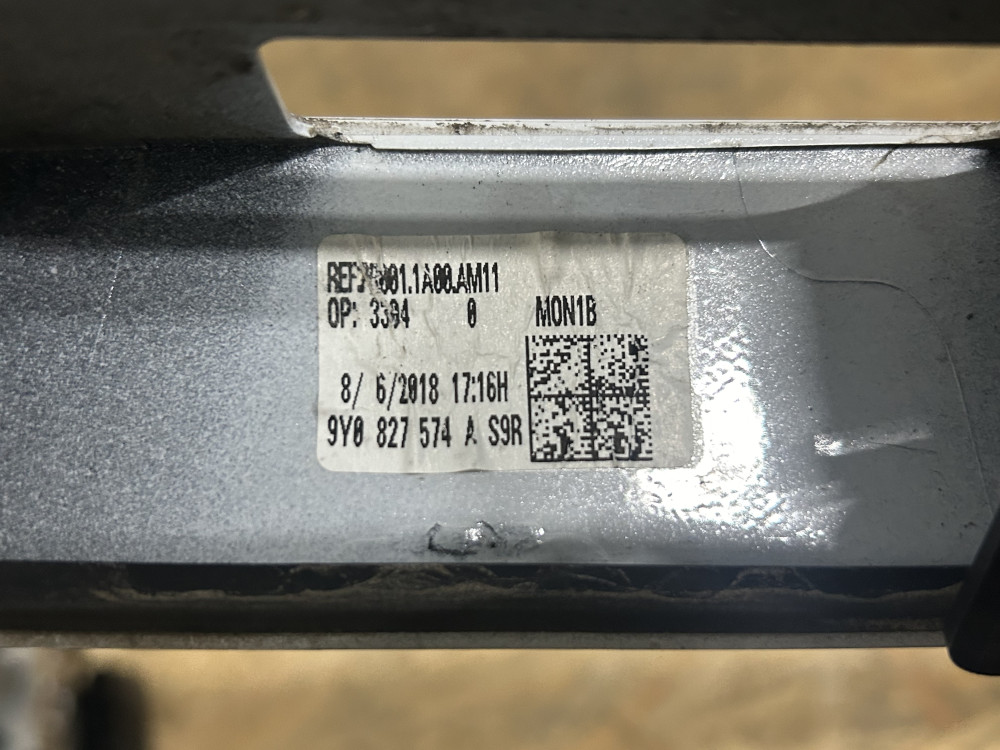 OP: 3394 0 MON1B
8/ 6/2018 17:16H
9Y0 827 574 A S9R